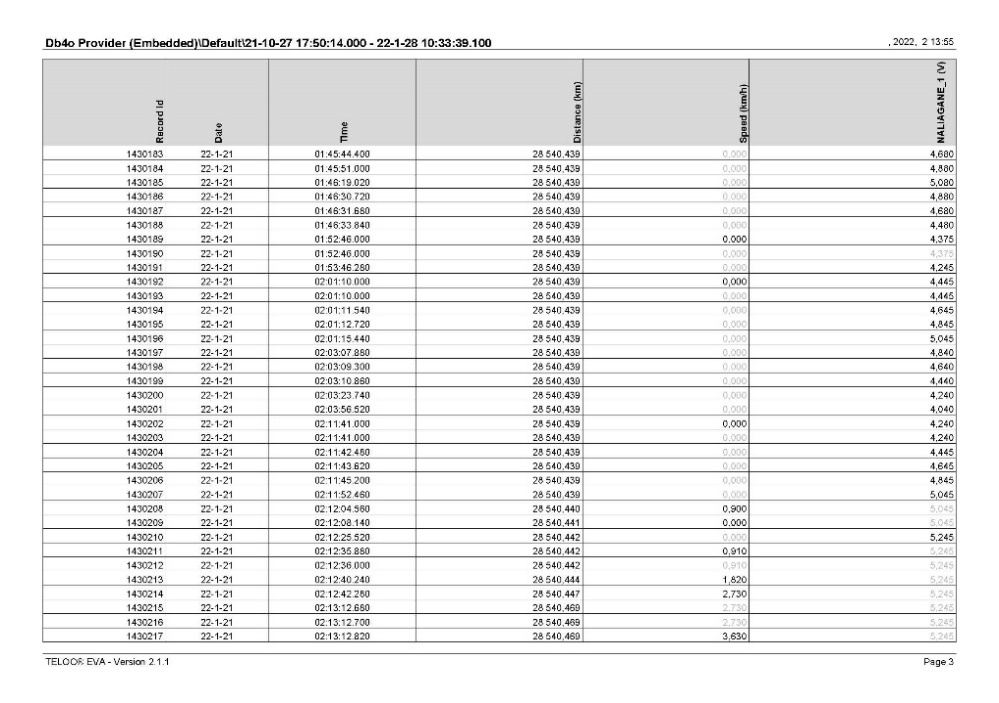 Db4o Provider (Embedded)\Default\21-10-27 17:50:14.000 - 22-1-28 10:33:39.100 , 2022, 2 13:55
Record Id Date Time Distance (km) Speed (km/h) NALIAGANE_1 (V)
1430183 22-1-21 01:45:44.400 28 540,439 0,000 4,680
1430184 22-1-21 01:45:51.000 28 540,439 0,000 4,880
1430185 22-1-21 01:46:19.020 28 540,439 0,000 5,080
1430186 22-1-21 01:46:30.720 28 540,439 0,000 4,880
1430187 22-1-21 01:46:31.660 28 540,439 0,000 4,680
1430188 22-1-21 01:46:33.840 28 540,439 0,000 4,480
1430189 22-1-21 01:52:46.000 28 540,439 0,000 4,375
1430190 22-1-21 01:52:46.000 28 540,439 0,000 4,375
1430191 22-1-21 01:53:46.260 28 540,439 0,000 4,245
1430192 22-1-21 02:01:10.000 28 540,439 0,000 4,445
1430193 22-1-21 02:01:10.000 28 540,439 0,000 4,445
1430194 22-1-21 02:01:11.540 28 540,439 0,000 4,645
1430195 22-1-21 02:01:12.720 28 540,439 0,000 4,845
1430196 22-1-21 02:01:15.440 28 540,439 0,000 5,045
1430197 22-1-21 02:03:07.860 28 540,439 0,000 4,840
1430198 22-1-21 02:03:09.300 28 540,439 0,000 4,640
1430199 22-1-21 02:03:10.860 28 540,439 0,000 4,440
1430200 22-1-21 02:03:23.740 28 540,439 0,000 4,240
1430201 22-1-21 02:03:56.520 28 540,439 0,000 4,040
1430202 22-1-21 02:11:41.000 28 540,439 0,000 4,240
1430203 22-1-21 02:11:41.000 28 540,439 0,000 4,240
1430204 22-1-21 02:11:42.460 28 540,439 0,000 4,445
1430205 22-1-21 02:11:43.620 28 540,439 0,000 4,645
1430206 22-1-21 02:11:45.200 28 540,439 0,000 4,845
1430207 22-1-21 02:11:52.460 28 540,439 0,000 5,045
1430208 22-1-21 02:12:04.560 28 540,440 0,900 5,045
1430209 22-1-21 02:12:08.140 28 540,441 0.000 5,045
1430210 22-1-21 02:12:25.520 28 540,442 0,000 5,245
1430211 22-1-21 02:12:35.860 28 540,442 0,910 5,245
1430212 22-1-21 02:12:36.000 28 540,442 0,910 5,245
1430213 22-1-21 02:12:40.240 28 540,444 1,820 5,245
1430214 22-1-21 02:12:42.260 28 540,447 2,730 5,245
1430215 22-1-21 02:13:12.660 28 540,469 2,730 5,245
1430216 22-1-21 02:13:12.700 28 540,469 2,730 5,245
1430217 22-1-21 02:13:12.820 28 540,469 3,630 5,245
TELOC® EVA - Version 2.1.1 Page 3